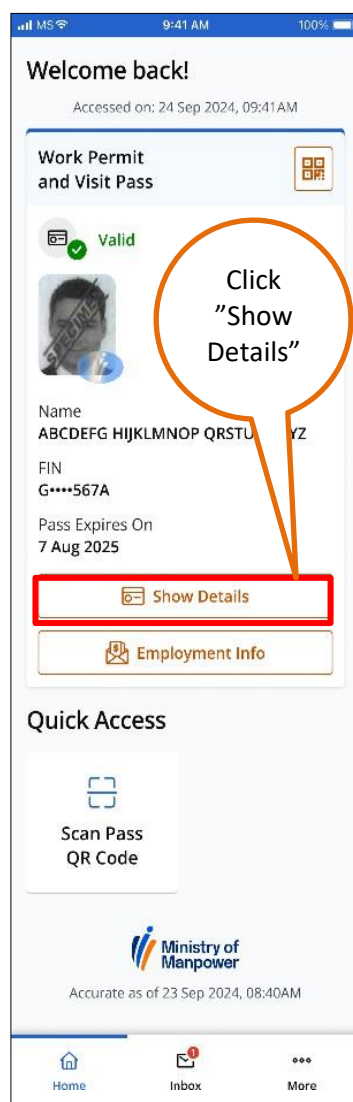 MS 9:41 AM 100%
Welcome back!
Accessed on: 24 Sep 2024, 09:41AM
Work Permit
and Visit Pass
Valid
SPECIMEN
Click
”Show
Details”
Name
ABCDEFG HIJKLMNOP QRSTU YZ
FIN
G••••567A
Pass Expires On
7 Aug 2025
Show Details
Employment Info
Quick Access
Scan Pass
QR Code
Ministry of
Manpower
Accurate as of 23 Sep 2024, 08:40AM
1
Home Inbox More